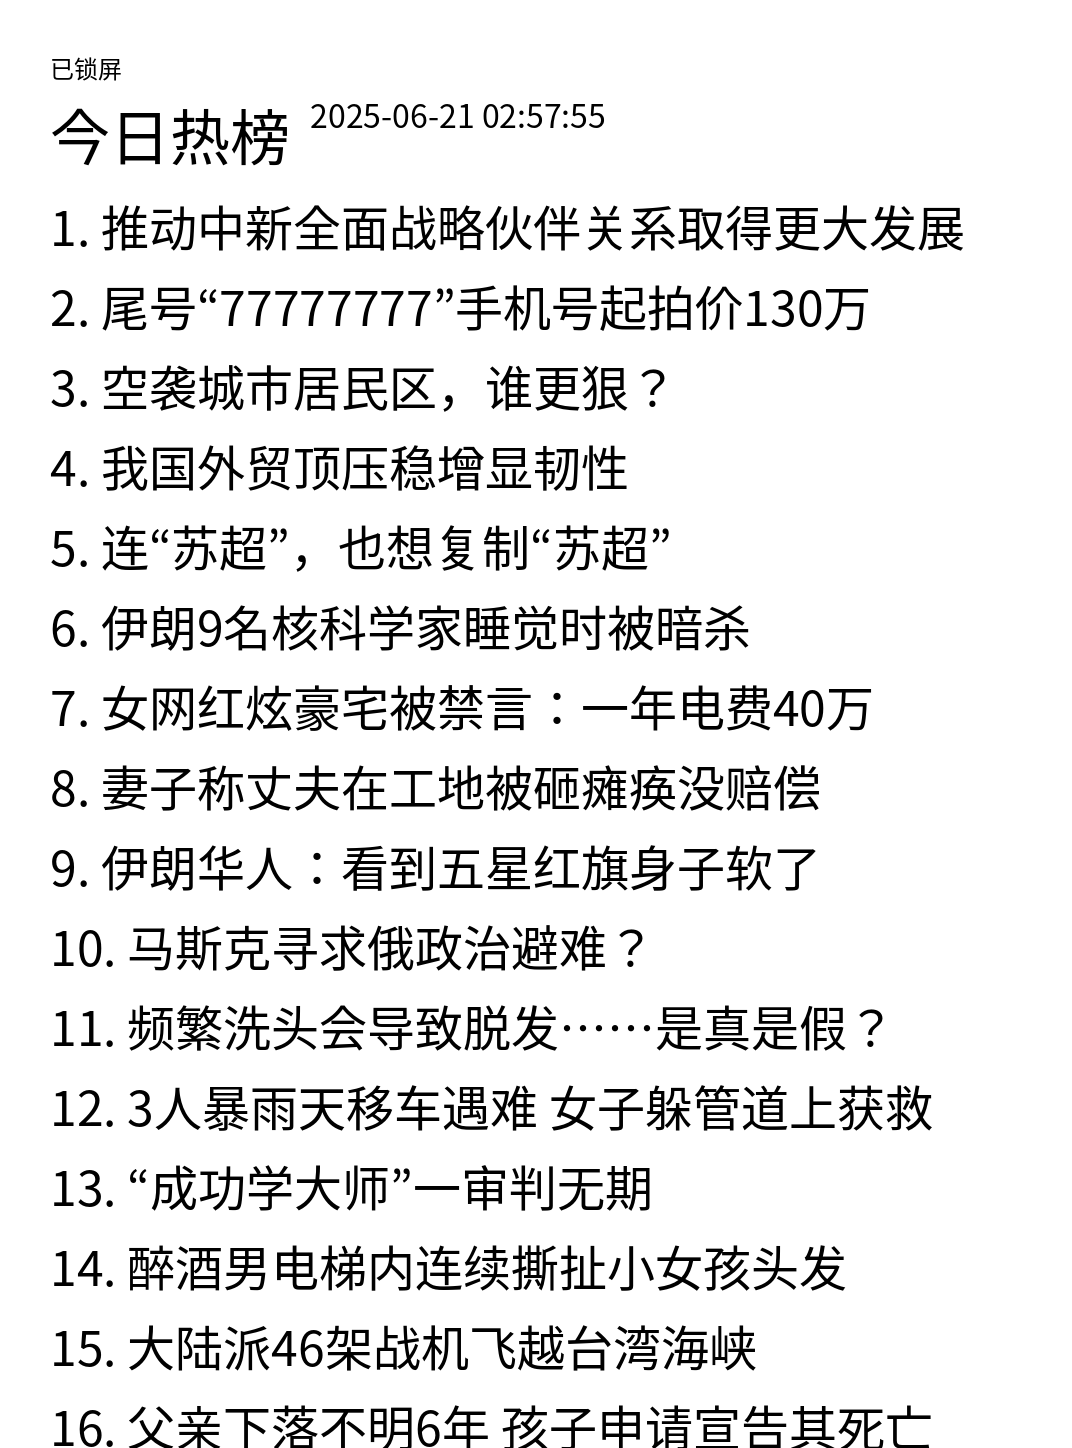 已锁屏
今日热榜 2025-06-21 02:57:55
1. 推动中新全面战略伙伴关系取得更大发展
2. 尾号“77777777”手机号起拍价130万
3. 空袭城市居民区，谁更狠？
4. 我国外贸顶压稳增显韧性
5. 连“苏超”，也想复制“苏超”
6. 伊朗9名核科学家睡觉时被暗杀
7. 女网红炫豪宅被禁言：一年电费40万
8. 妻子称丈夫在工地被砸瘫痪没赔偿
9. 伊朗华人：看到五星红旗身子软了
10. 马斯克寻求俄政治避难？
11. 频繁洗头会导致脱发……是真是假？
12. 3人暴雨天移车遇难 女子躲管道上获救
13. “成功学大师”一审判无期
14. 醉酒男电梯内连续撕扯小女孩头发
15. 大陆派46架战机飞越台湾海峡
16. 父亲下落不明6年 孩子申请宣告其死亡